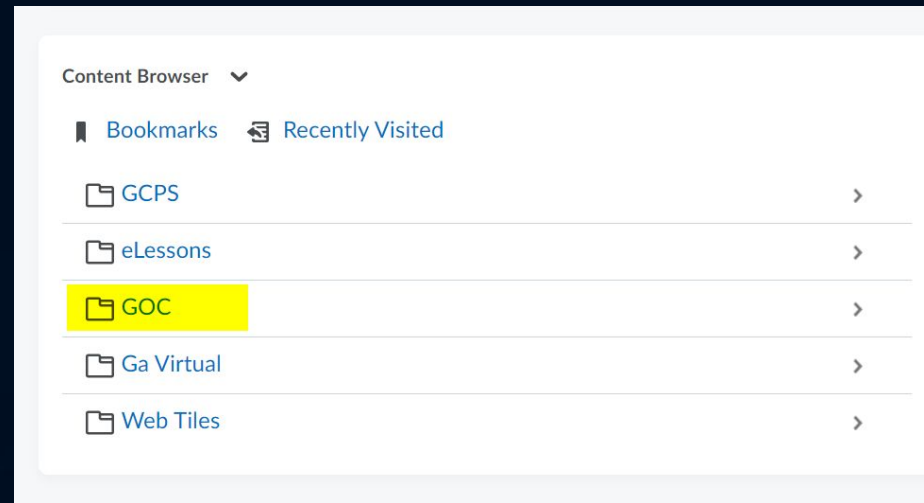 Content Browser
Bookmarks Recently Visited
GCPS
eLessons
GOC
Ga Virtual
Web Tiles